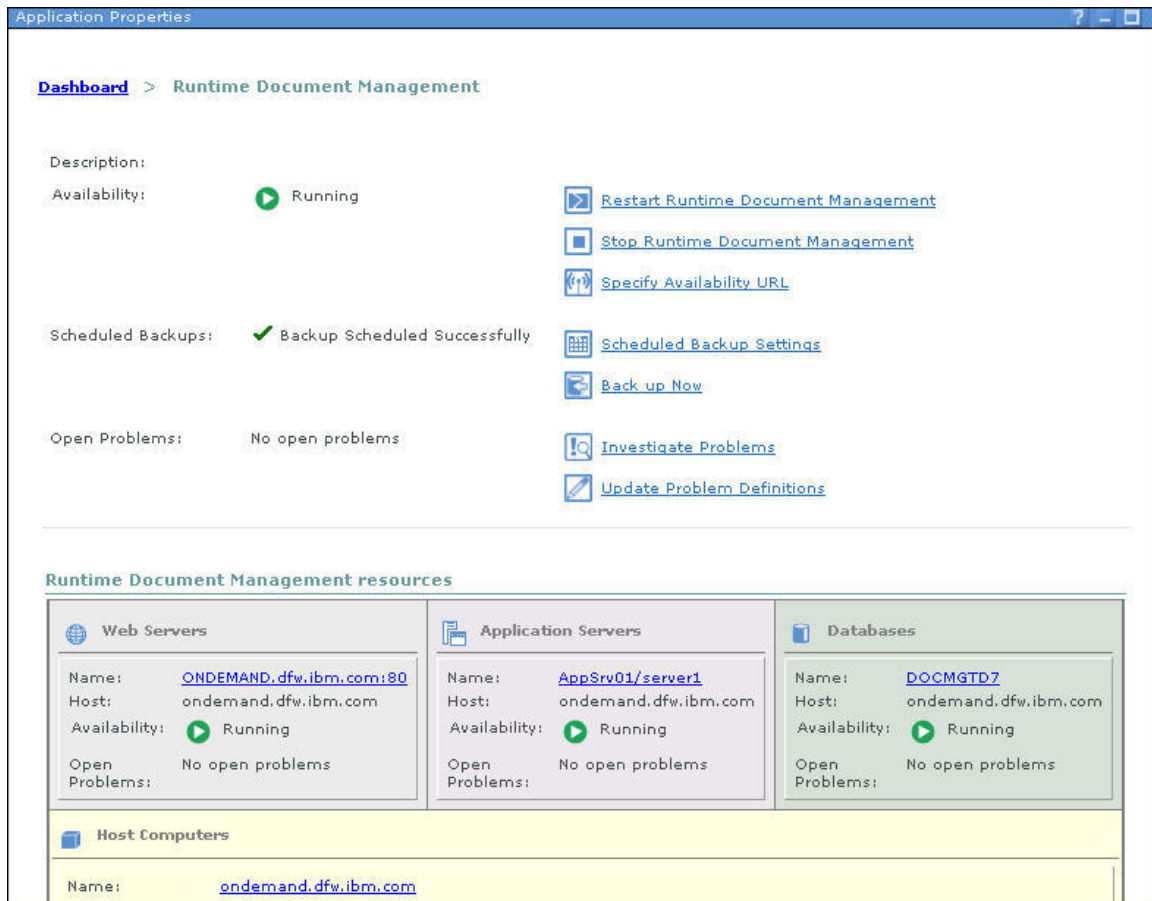 Application Properties
?
Dashboard > Runtime Document Management
Description:
Availability: Running
Restart Runtime Document Management
Stop Runtime Document Management
Specify Availability URL
Scheduled Backups: Backup Scheduled Successfully
Scheduled Backup Settings
Back up Now
Open Problems: No open problems
Investigate Problems
Update Problem Definitions
Runtime Document Management resources
Web Servers
Name: ONDEMAND.dfw.ibm.com:80
Host: ondemand.dfw.ibm.com
Availability: Running
Open Problems: No open problems
Application Servers
Name: AppSrv01/server1
Host: ondemand.dfw.ibm.com
Availability: Running
Open Problems: No open problems
Databases
Name: DOCMGTD7
Host: ondemand.dfw.ibm.com
Availability: Running
Open Problems: No open problems
Host Computers
Name: ondemand.dfw.ibm.com